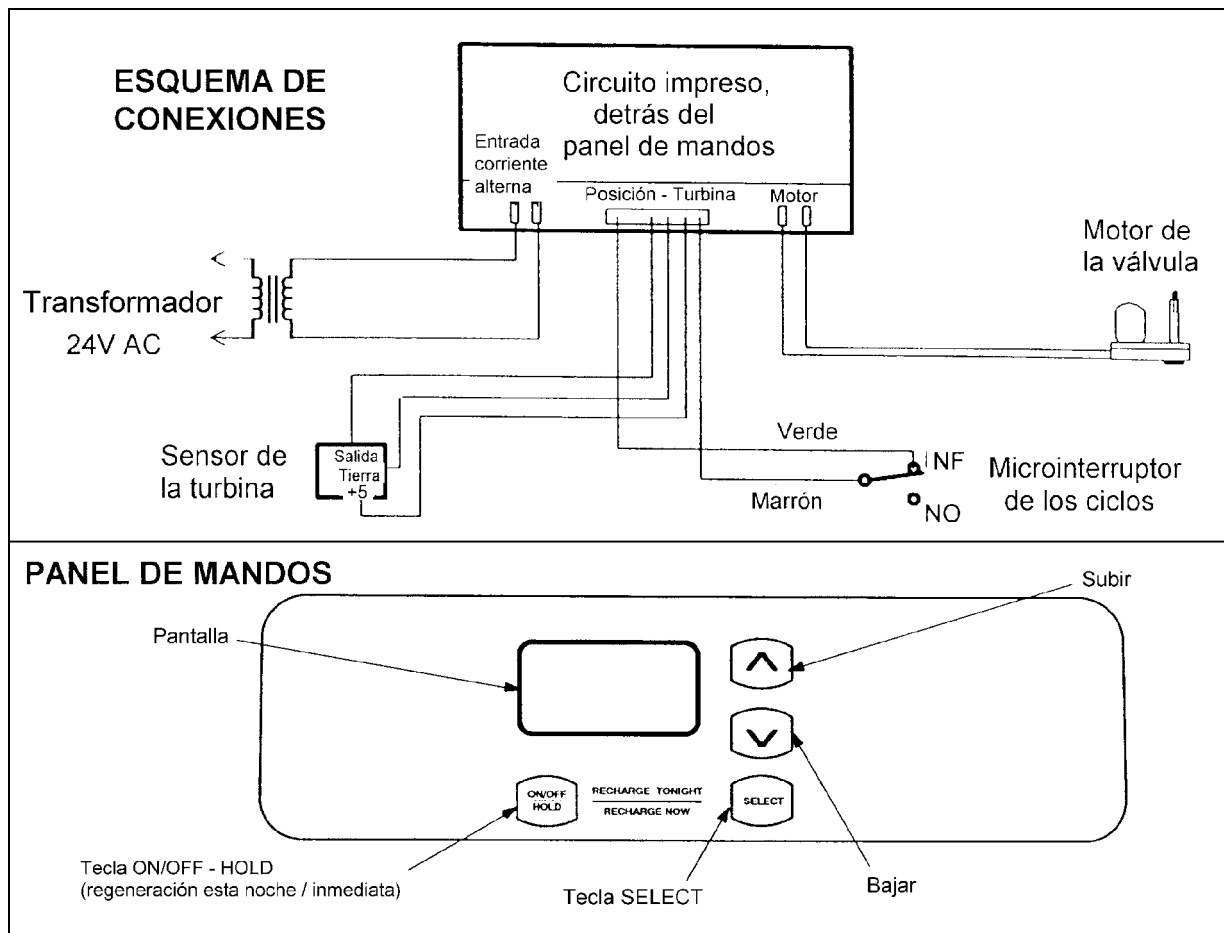 ESQUEMA DE
CONEXIONES
Circuito impreso,
detrás del
panel de mandos
Entrada
corriente
alterna
Posición - Turbina
Motor
Motor de
la válvula
Transformador
24V AC
Sensor de
la turbina
Salida
Tierra
+5
Verde
Marrón
NF
NO
Microinterruptor
de los ciclos
PANEL DE MANDOS
Subir
Pantalla
ON/OFF
HOLD
RECHARGE TONIGHT
RECHARGE NOW
SELECT
Tecla ON/OFF - HOLD
(regeneración esta noche / inmediata)
Tecla SELECT
Bajar